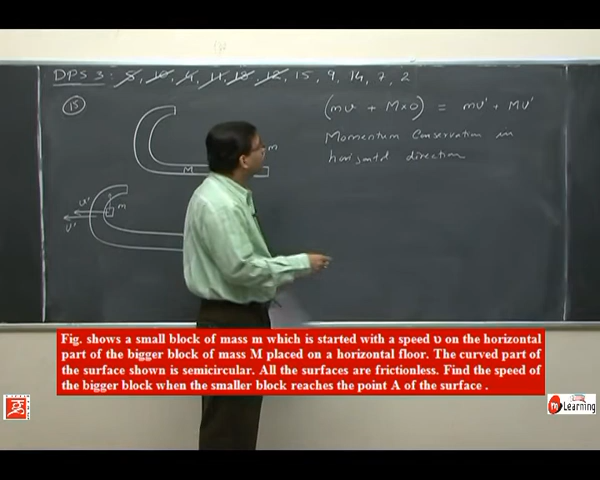 DPS 3 : 8, 10, 4, 11, 13, 12, 15, 9, 14, 7, 2
15
(mv + M×0) = mv' + Mv'
Momentum Conservation in
horizontal direction
m
M
m
v'
v'
Fig. shows a small block of mass m which is started with a speed υ on the horizontal
part of the bigger block of mass M placed on a horizontal floor. The curved part of
the surface shown is semicircular. All the surfaces are frictionless. Find the speed of
the bigger block when the smaller block reaches the point A of the surface .
m Learning